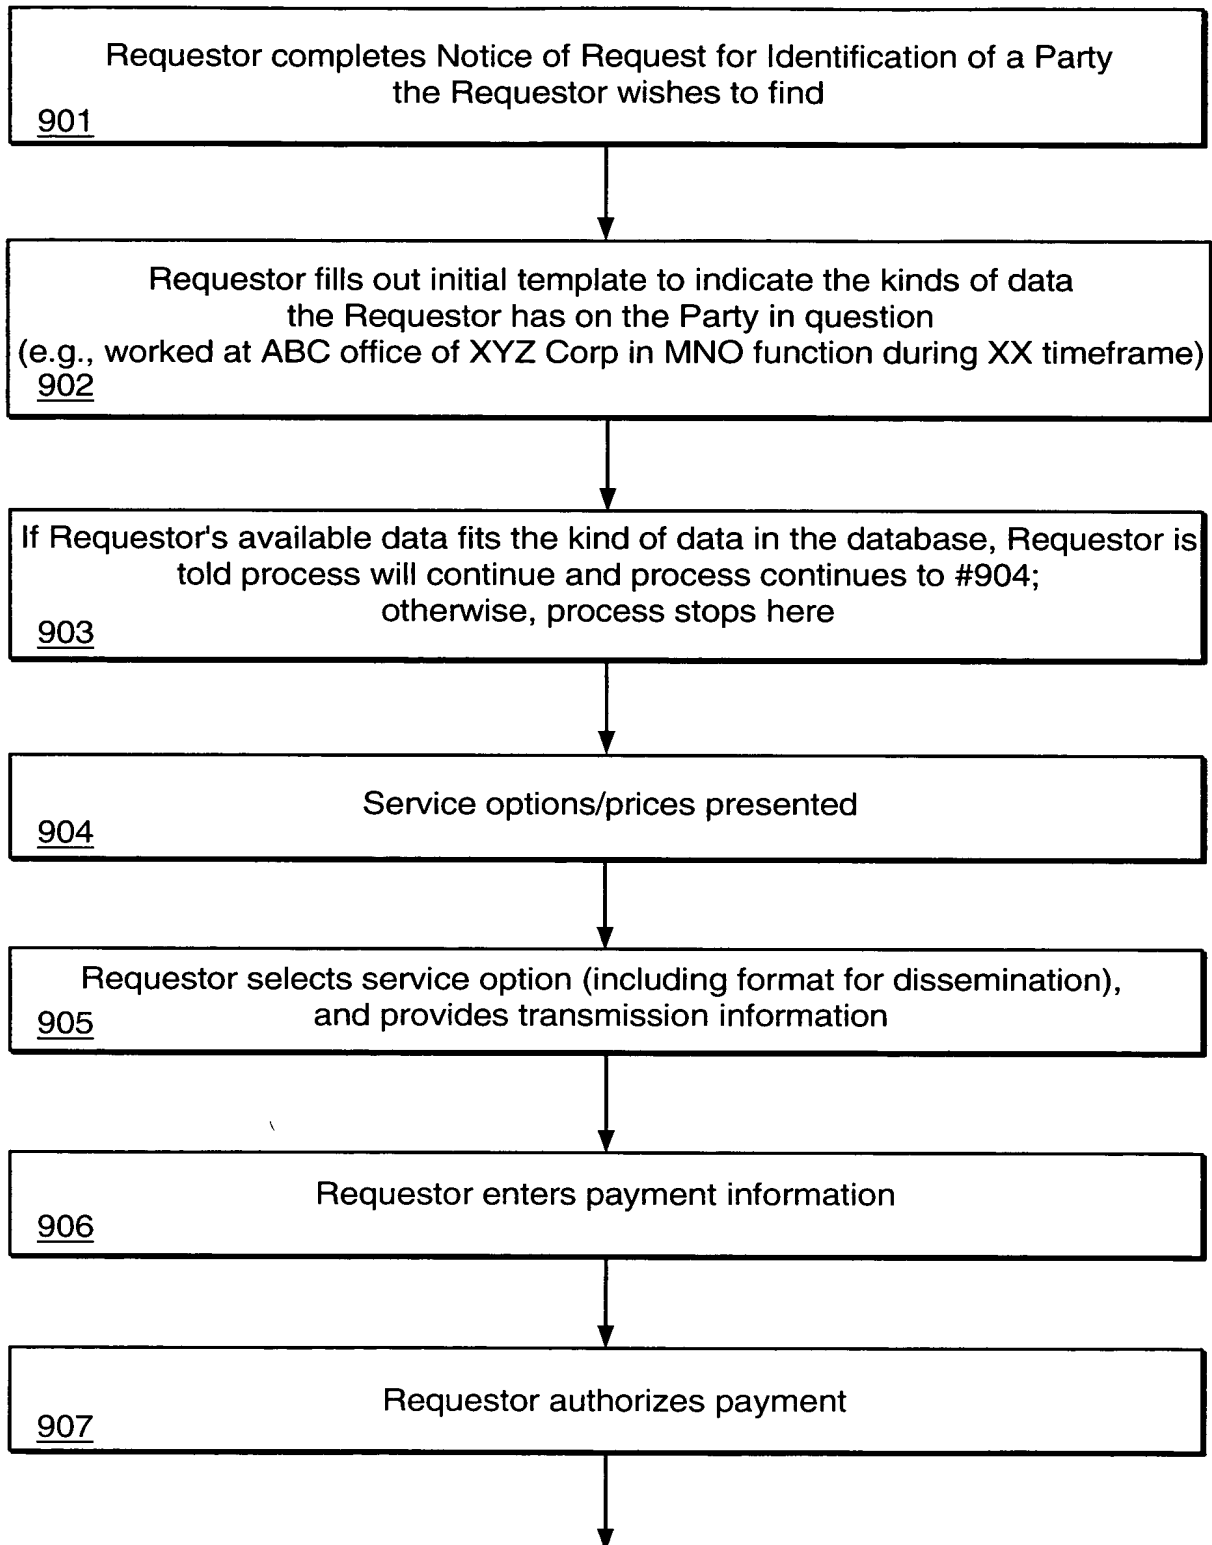 Requestor completes Notice of Request for Identification of a Party
the Requestor wishes to find
901
Requestor fills out initial template to indicate the kinds of data
the Requestor has on the Party in question
(e.g., worked at ABC office of XYZ Corp in MNO function during XX timeframe)
902
If Requestor's available data fits the kind of data in the database, Requestor is
told process will continue and process continues to #904;
otherwise, process stops here
903
Service options/prices presented
904
Requestor selects service option (including format for dissemination),
and provides transmission information
905
Requestor enters payment information
906
Requestor authorizes payment
907